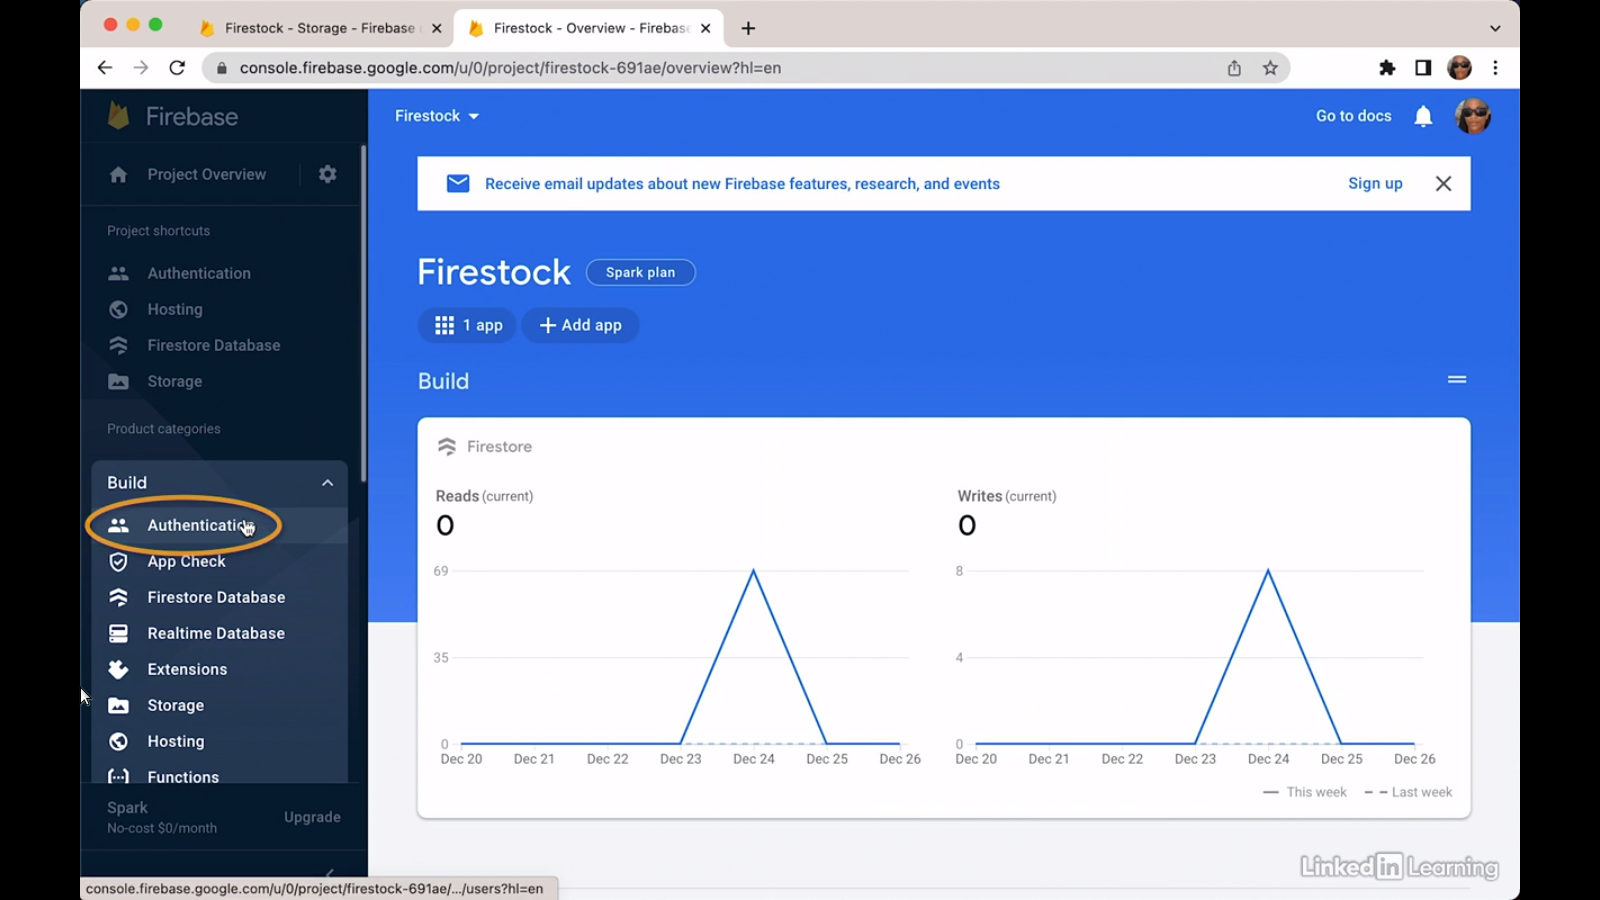 Firestock - Storage - Firebase
Firestock - Overview - Firebas
console.firebase.google.com/u/0/project/firestock-691ae/overview?hl=en
Firebase
Firestock
Go to docs
Project Overview
Receive email updates about new Firebase features, research, and events
Sign up
Project shortcuts
Authentication
Hosting
Firestore Database
Storage
Firestock
Spark plan
1 app
Add app
Product categories
Build
Build
Authentication
App Check
Firestore Database
Realtime Database
Extensions
Storage
Hosting
Functions
Firestore
Reads (current)
0
69
35
0
Dec 20 Dec 21 Dec 22 Dec 23 Dec 24 Dec 25 Dec 26
Writes (current)
0
8
4
0
Dec 20 Dec 21 Dec 22 Dec 23 Dec 24 Dec 25 Dec 26
This week Last week
Spark
No-cost $0/month
Upgrade
Linked in Learning
console.firebase.google.com/u/0/project/firestock-691ae/.../users?hl=en